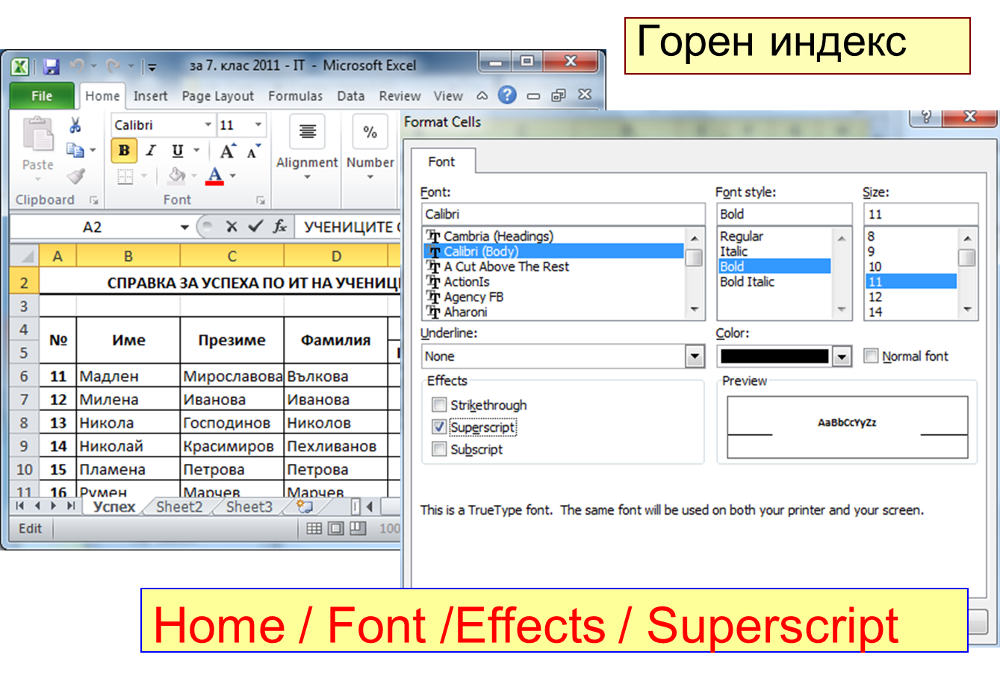 Горен индекс
за 7. клас 2011 - IT - Microsoft Excel
File Home Insert Page Layout Formulas Data Review View
Calibri 11
Paste
B I U A A A
%
Alignment Number
Clipboard Font
A2 fx УЧЕНИЦИТЕ
A B C D
2 СПРАВКА ЗА УСПЕХА ПО ИТ НА
3
4
№ Име Презиме Фамилия
5
6 11 Мадлен Мирославова Вълкова
7 12 Милена Иванова Иванова
8 13 Никола Господинов Николов
9 14 Николай Красимиров Пехливанов
10 15 Пламена Петрова Петрова
11 16 Румен Марчев Марчев
Успех Sheet2 Sheet3
Edit 100
Format Cells
Font
Font: Font style: Size:
Calibri Bold 11
Cambria (Headings) Regular 8
Calibri (Body) Italic 9
A Cut Above The Rest Bold 10
ActionIs Bold Italic 11
Agency FB 12
Aharoni 14
Underline: Color:
None Normal font
Effects Preview
Strikethrough
Superscript AaBbCcYyZz
Subscript
This is a TrueType font. The same font will be used on both your printer and your screen.
Home / Font /Effects / Superscript